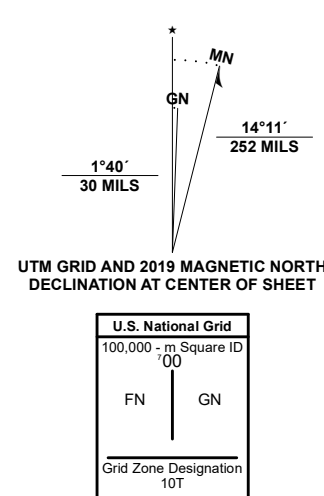 ★
MN
GN
14°11´
252 MILS
1°40´
30 MILS
UTM GRID AND 2019 MAGNETIC NORTH
DECLINATION AT CENTER OF SHEET
U.S. National Grid
100,000 - m Square ID
⁷00
FN GN
Grid Zone Designation
10T